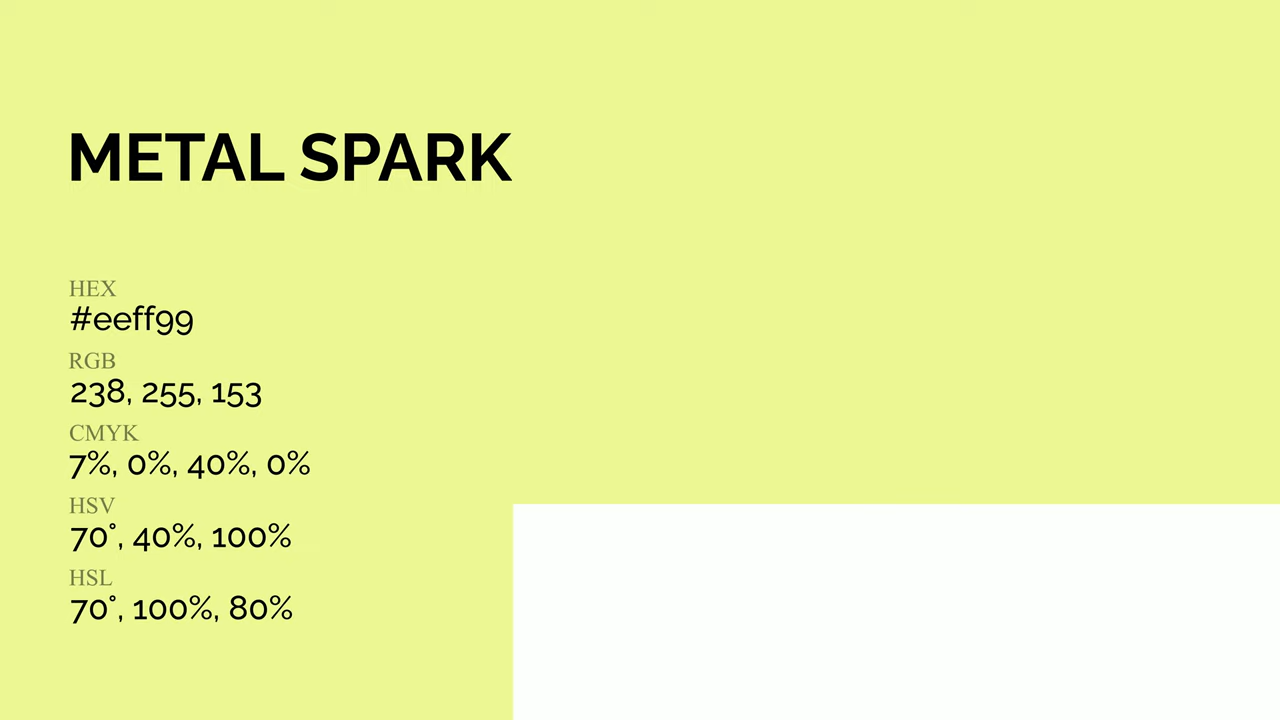 METAL SPARK
HEX
#eeff99
RGB
238, 255, 153
CMYK
7%, 0%, 40%, 0%
HSV
70°, 40%, 100%
HSL
70°, 100%, 80%